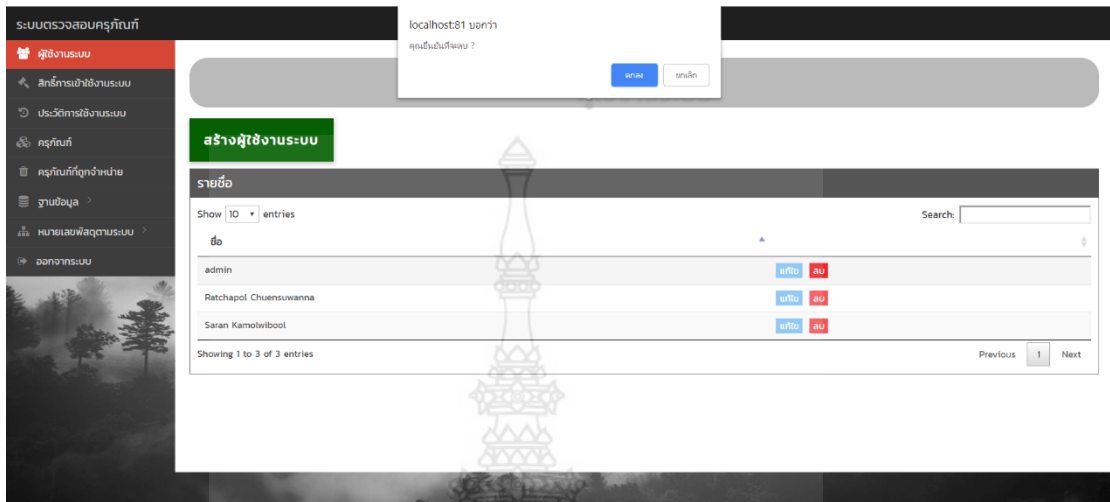 ระบบตรวจสอบครุภัณฑ์
localhost:81 บอกว่า
คุณยืนยันที่จะลบ ?
ตกลง ยกเลิก
ผู้ใช้งานระบบ
สิทธิ์การเข้าใช้งานระบบ
ประวัติการใช้งานระบบ
ครุภัณฑ์
ครุภัณฑ์ที่ถูกจำหน่าย
ฐานข้อมูล
หมายเลขพัสดุตามระบบ
ออกจากระบบ
สร้างผู้ใช้งานระบบ
รายชื่อ
Show 10 entries Search:
ชื่อ
admin แก้ไข ลบ
Ratchapol Chuensuwanna แก้ไข ลบ
Saran Kamolwibool แก้ไข ลบ
Showing 1 to 3 of 3 entries Previous 1 Next